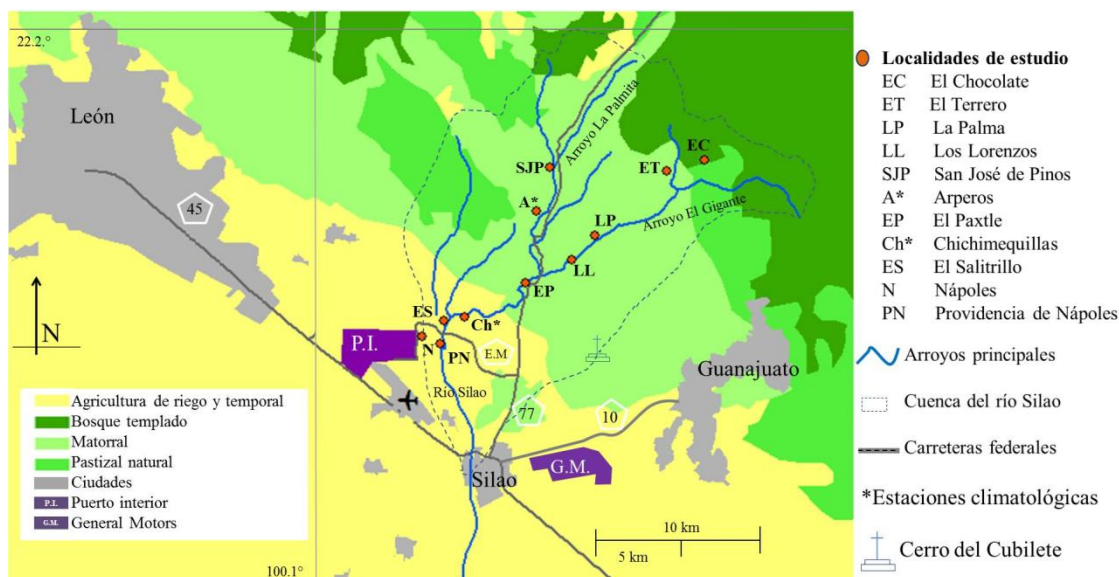 22.2.°
León
45
Arroyo La Palmita
SJP
ET
EC
A*
LP
Arroyo El Gigante
LL
EP
ES
Ch*
N
P.I.
N
PN
E.M
Guanajuato
Río Silao
77
10
Silao
G.M.
10 km
5 km
100.1°
Agricultura de riego y temporal
Bosque templado
Matorral
Pastizal natural
Ciudades
P.I. Puerto interior
G.M. General Motors
Localidades de estudio
EC El Chocolate
ET El Terrero
LP La Palma
LL Los Lorenzos
SJP San José de Pinos
A* Arperos
EP El Paxtle
Ch* Chichimequillas
ES El Salitrillo
N Nápoles
PN Providencia de Nápoles
Arroyos principales
Cuenca del río Silao
Carreteras federales
*Estaciones climatológicas
Cerro del Cubilete